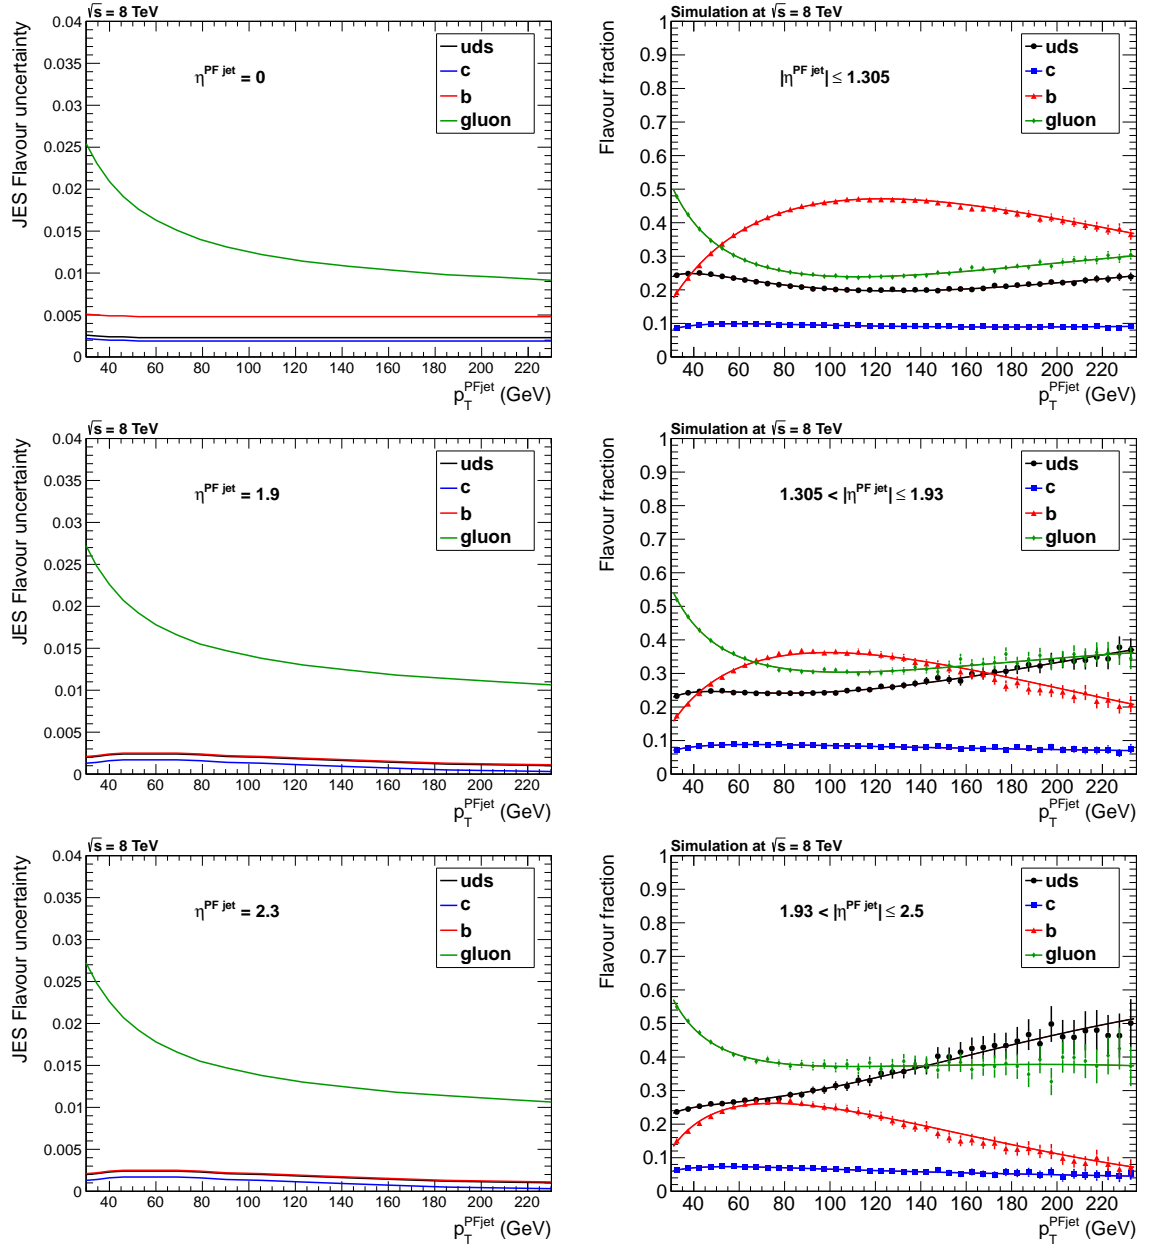 √s = 8 TeV
JES Flavour uncertainty
0.04
0.035
0.03
0.025
0.02
0.015
0.01
0.005
0
η^PF jet = 0
uds
c
b
gluon
40 60 80 100 120 140 160 180 200 220
p_T^PFjet (GeV)
Simulation at √s = 8 TeV
Flavour fraction
1
0.9
0.8
0.7
0.6
0.5
0.4
0.3
0.2
0.1
0
|η^PF jet| ≤ 1.305
uds
c
b
gluon
40 60 80 100 120 140 160 180 200 220
p_T^PFjet (GeV)
√s = 8 TeV
JES Flavour uncertainty
0.04
0.035
0.03
0.025
0.02
0.015
0.01
0.005
0
η^PF jet = 1.9
uds
c
b
gluon
40 60 80 100 120 140 160 180 200 220
p_T^PFjet (GeV)
Simulation at √s = 8 TeV
Flavour fraction
1
0.9
0.8
0.7
0.6
0.5
0.4
0.3
0.2
0.1
0
1.305 < |η^PF jet| ≤ 1.93
uds
c
b
gluon
40 60 80 100 120 140 160 180 200 220
p_T^PFjet (GeV)
√s = 8 TeV
JES Flavour uncertainty
0.04
0.035
0.03
0.025
0.02
0.015
0.01
0.005
0
η^PF jet = 2.3
uds
c
b
gluon
40 60 80 100 120 140 160 180 200 220
p_T^PFjet (GeV)
Simulation at √s = 8 TeV
Flavour fraction
1
0.9
0.8
0.7
0.6
0.5
0.4
0.3
0.2
0.1
0
1.93 < |η^PF jet| ≤ 2.5
uds
c
b
gluon
40 60 80 100 120 140 160 180 200 220
p_T^PFjet (GeV)